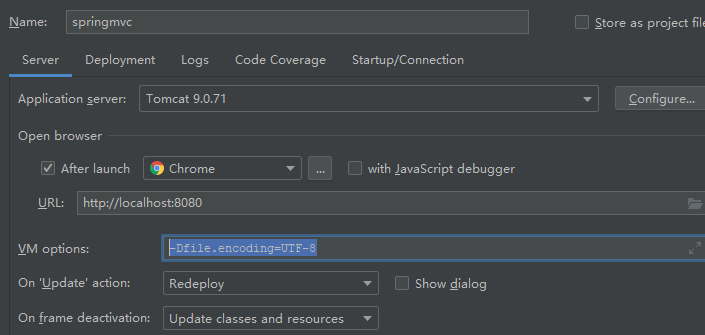 Name: springmvc Store as project file
Server Deployment Logs Code Coverage Startup/Connection
Application server: Tomcat 9.0.71 Configure...
Open browser
After launch Chrome ... with JavaScript debugger
URL: http://localhost:8080
VM options: -Dfile.encoding=UTF-8
On 'Update' action: Redeploy Show dialog
On frame deactivation: Update classes and resources